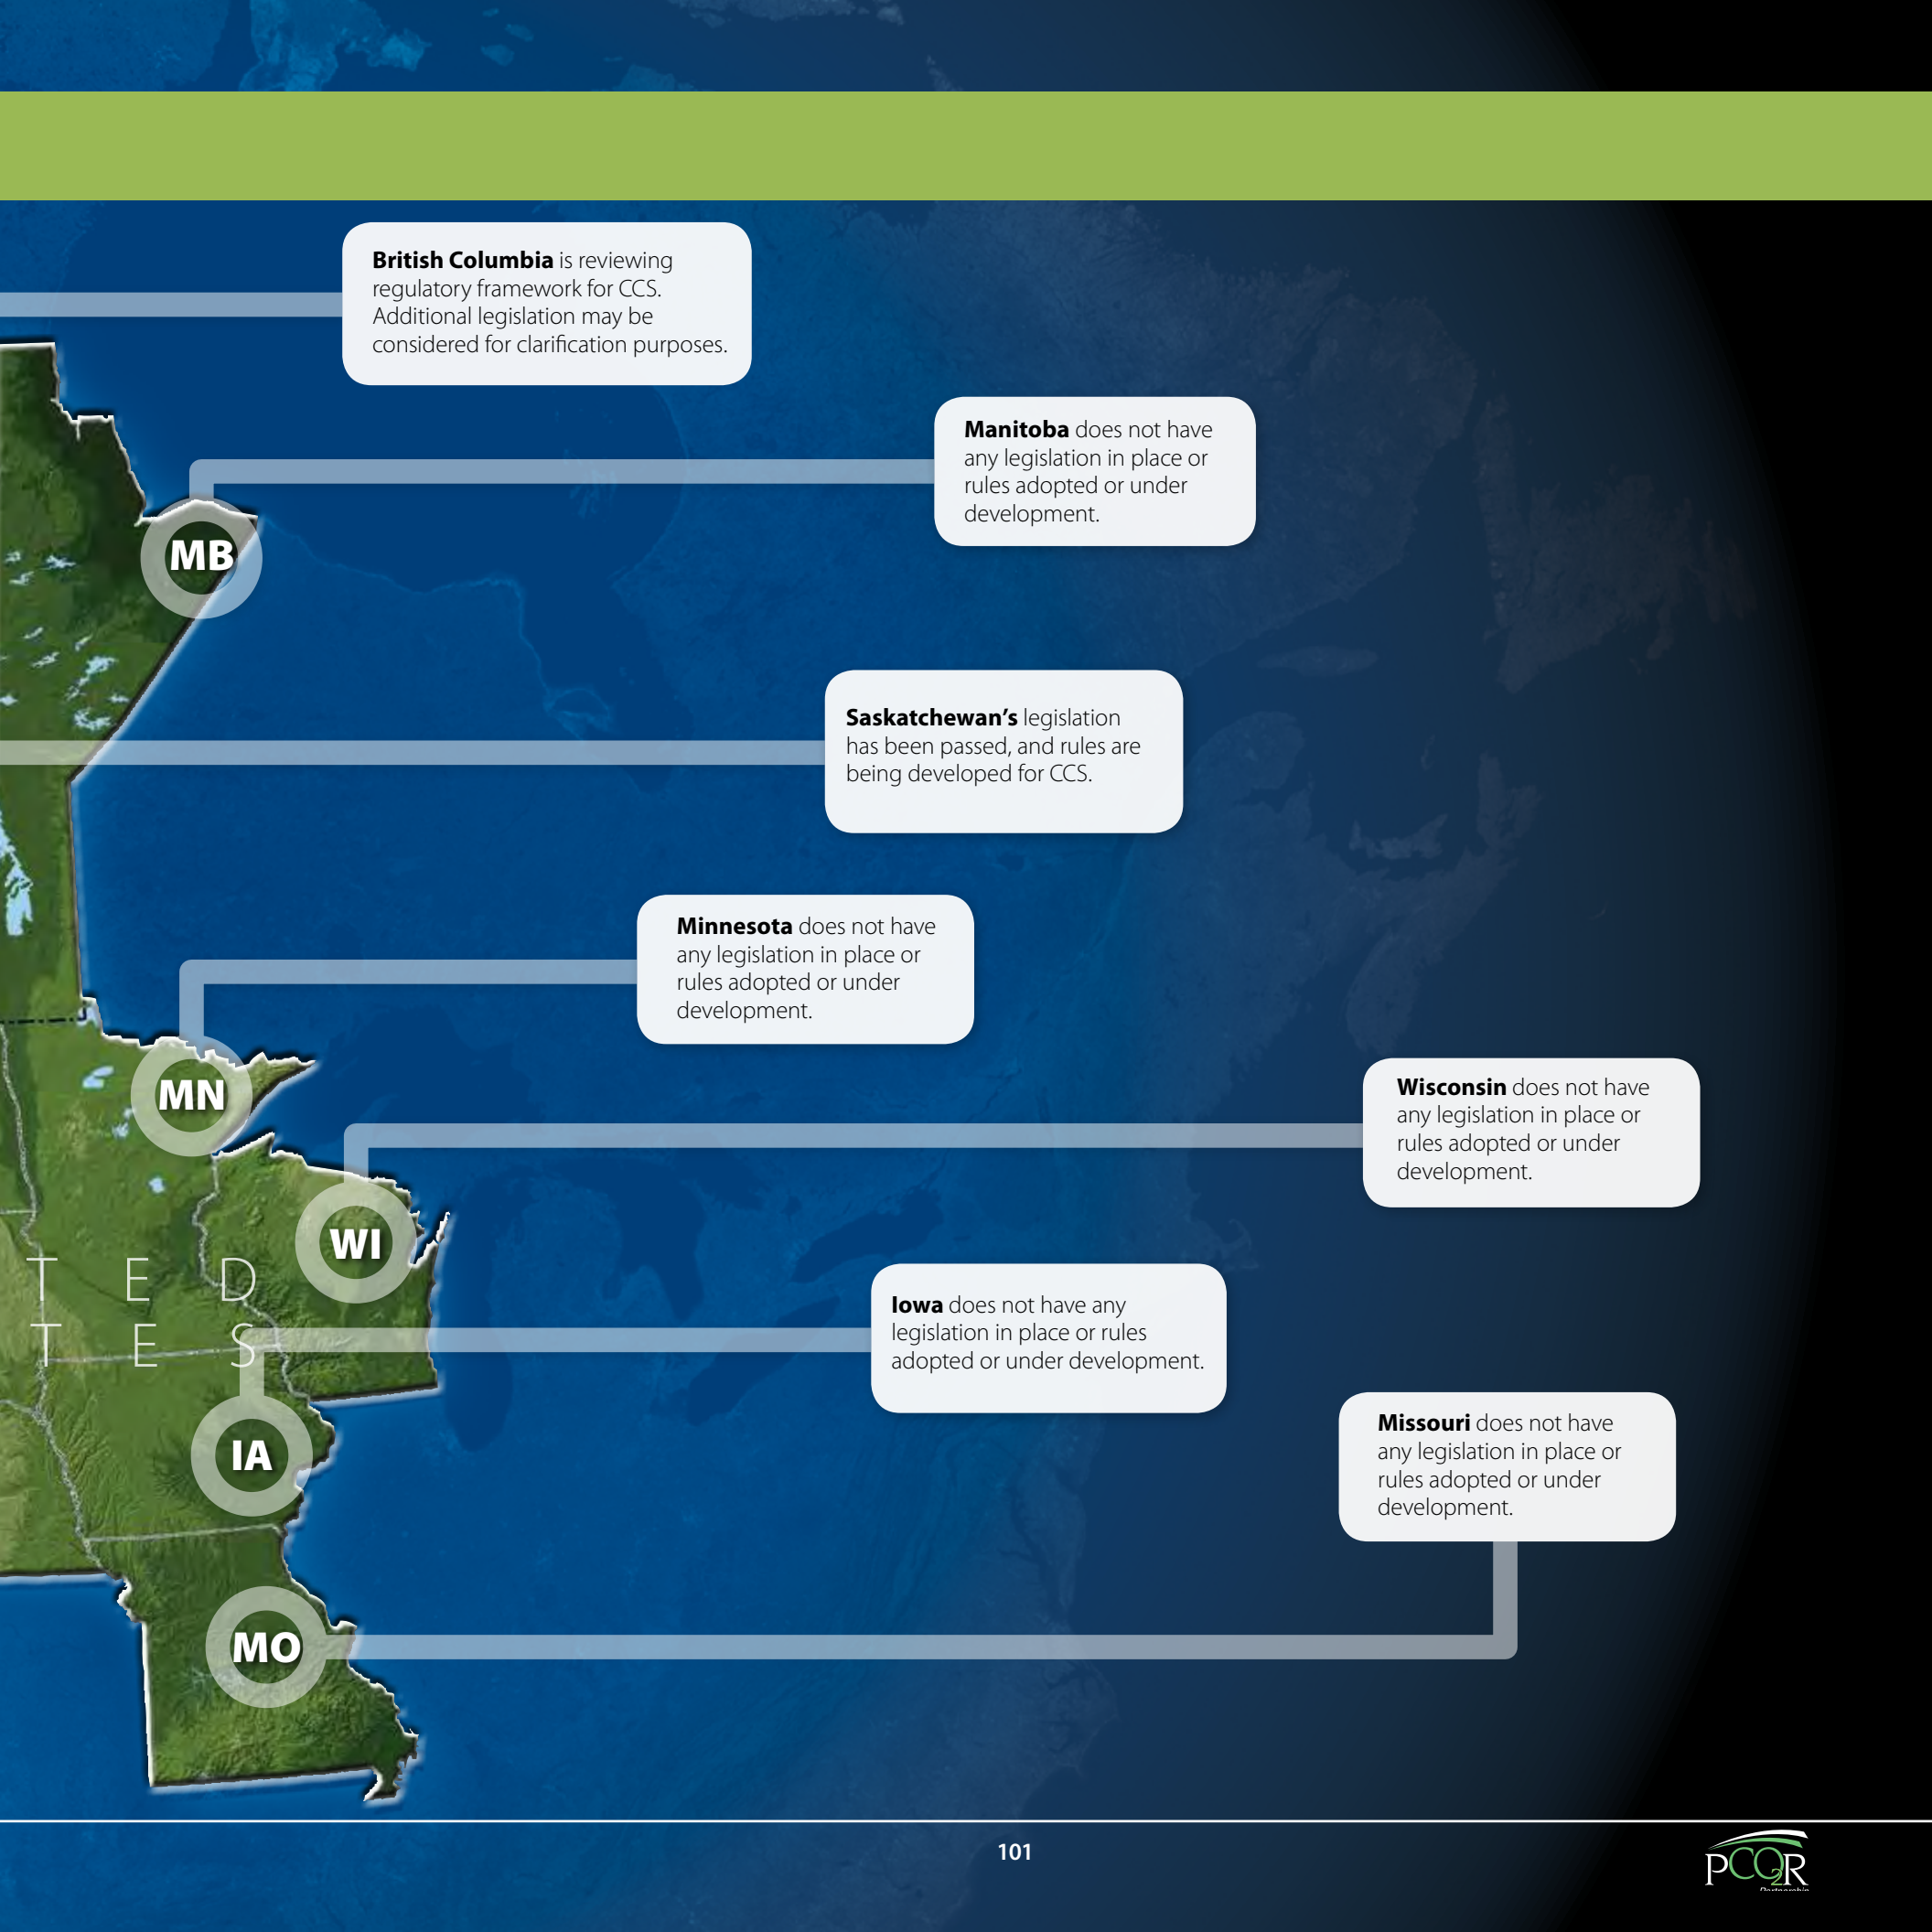 British Columbia is reviewing
regulatory framework for CCS.
Additional legislation may be
considered for clarification purposes.
Manitoba does not have
any legislation in place or
rules adopted or under
development.
MB
Saskatchewan’s legislation
has been passed, and rules are
being developed for CCS.
Minnesota does not have
any legislation in place or
rules adopted or under
development.
MN
Wisconsin does not have
any legislation in place or
rules adopted or under
development.
WI
T E D
T E S
Iowa does not have any
legislation in place or rules
adopted or under development.
IA
Missouri does not have
any legislation in place or
rules adopted or under
development.
MO
101
PCO2R
Partnership